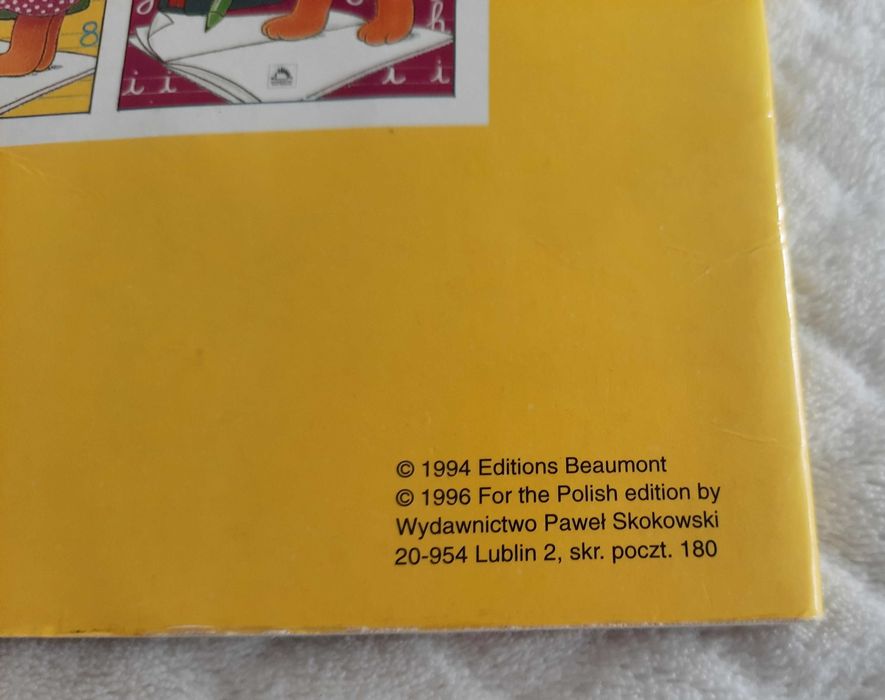 8
i i
h
i i
© 1994 Editions Beaumont
© 1996 For the Polish edition by
Wydawnictwo Paweł Skokowski
20-954 Lublin 2, skr. poczt. 180